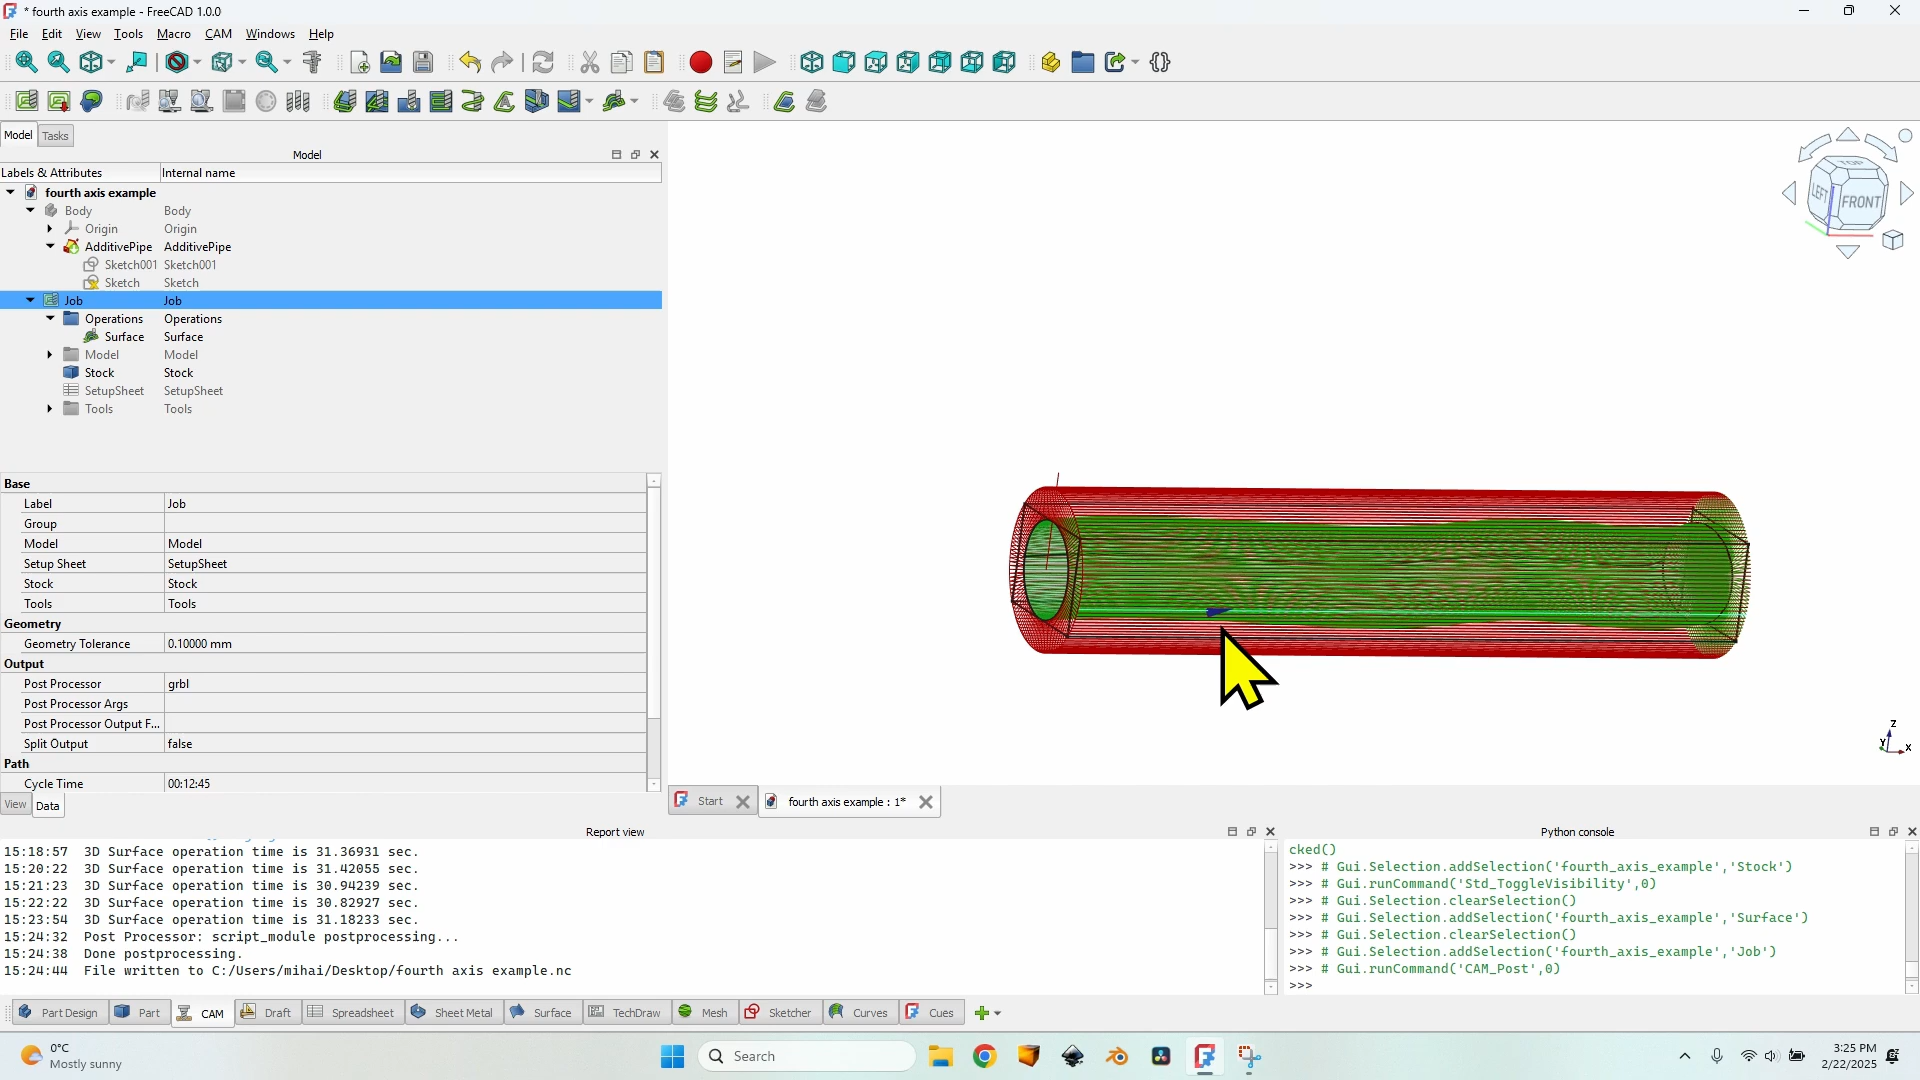 * fourth axis example - FreeCAD 1.0.0
File Edit View Tools Macro CAM Windows Help
Model Tasks
Model
Labels & Attributes Internal name
fourth axis example
Body Body
Origin Origin
AdditivePipe AdditivePipe
Sketch001 Sketch001
Sketch Sketch
Job Job
Operations Operations
Surface Surface
Model Model
Stock Stock
SetupSheet SetupSheet
Tools Tools
Base
Label Job
Group
Model Model
Setup Sheet SetupSheet
Stock Stock
Tools Tools
Geometry
Geometry Tolerance 0.10000 mm
Output
Post Processor grbl
Post Processor Args
Post Processor Output F...
Split Output false
Path
Cycle Time 00:12:45
View Data
TOP
LEFT FRONT
Z
Y X
Start fourth axis example : 1*
Report view
15:18:57 3D Surface operation time is 31.36931 sec.
15:20:22 3D Surface operation time is 31.42055 sec.
15:21:23 3D Surface operation time is 30.94239 sec.
15:22:22 3D Surface operation time is 30.82927 sec.
15:23:54 3D Surface operation time is 31.18233 sec.
15:24:32 Post Processor: script_module postprocessing...
15:24:38 Done postprocessing.
15:24:44 File written to C:/Users/mihai/Desktop/fourth axis example.nc
Python console
cked()
>>> # Gui.Selection.addSelection('fourth_axis_example','Stock')
>>> # Gui.runCommand('Std_ToggleVisibility',0)
>>> # Gui.Selection.clearSelection()
>>> # Gui.Selection.addSelection('fourth_axis_example','Surface')
>>> # Gui.Selection.clearSelection()
>>> # Gui.Selection.addSelection('fourth_axis_example','Job')
>>> # Gui.runCommand('CAM_Post',0)
>>>
Part Design Part CAM Draft Spreadsheet Sheet Metal Surface TechDraw Mesh Sketcher Curves Cues
0°C
Mostly sunny
Search
3:25 PM
2/22/2025